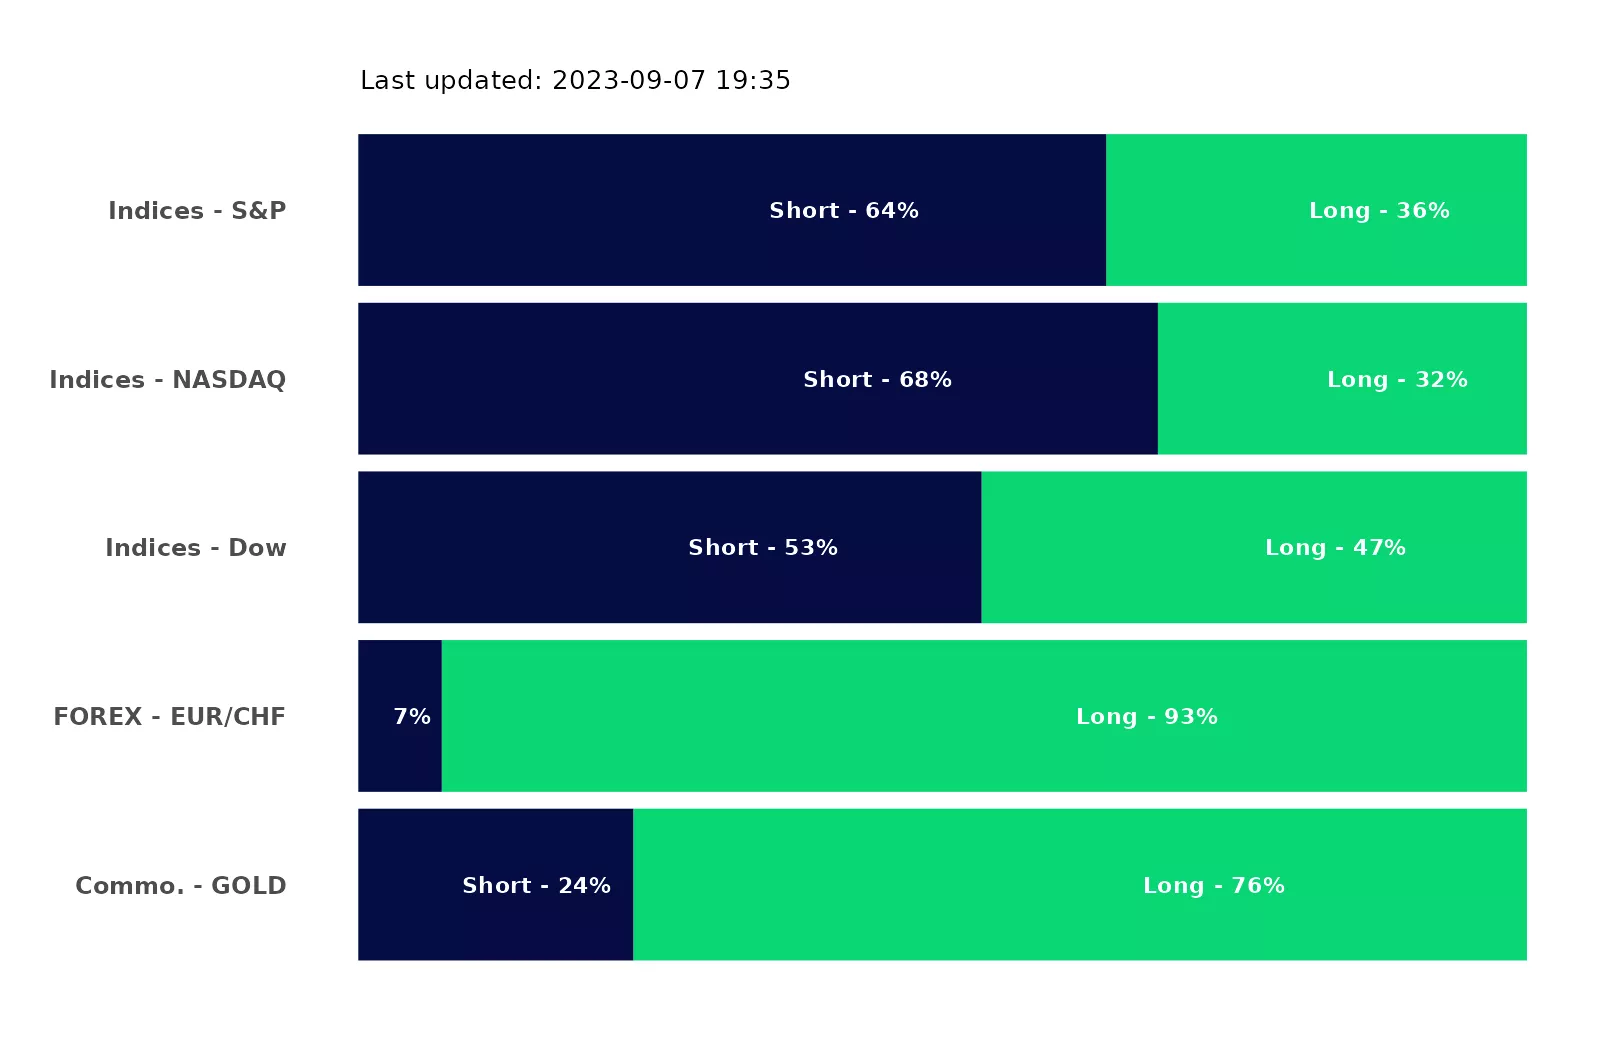 Last updated: 2023-09-07 19:35
Indices - S&P
Short - 64%
Long - 36%
Indices - NASDAQ
Short - 68%
Long - 32%
Indices - Dow
Short - 53%
Long - 47%
FOREX - EUR/CHF
7%
Long - 93%
Commo. - GOLD
Short - 24%
Long - 76%